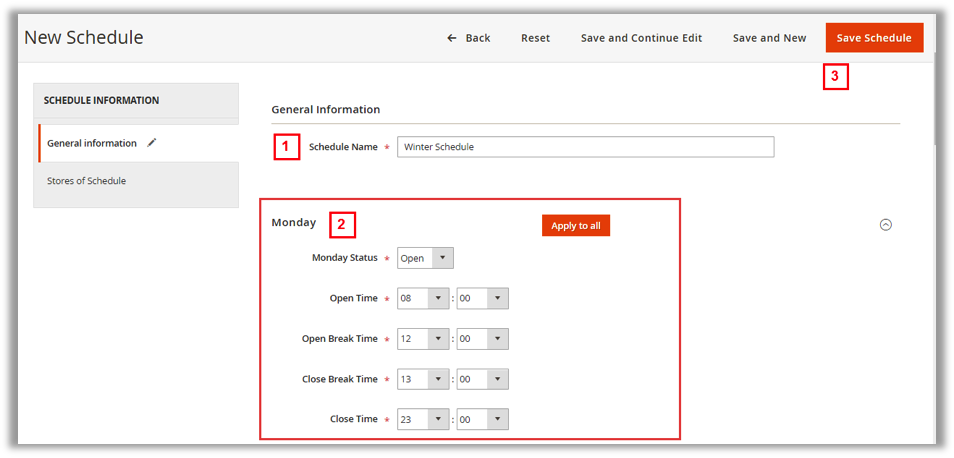 New Schedule
Back Reset Save and Continue Edit Save and New Save Schedule
3
SCHEDULE INFORMATION
General information
Stores of Schedule
General Information
1 Schedule Name * Winter Schedule
Monday 2 Apply to all
Monday Status * Open
Open Time * 08 : 00
Open Break Time * 12 : 00
Close Break Time * 13 : 00
Close Time * 23 : 00